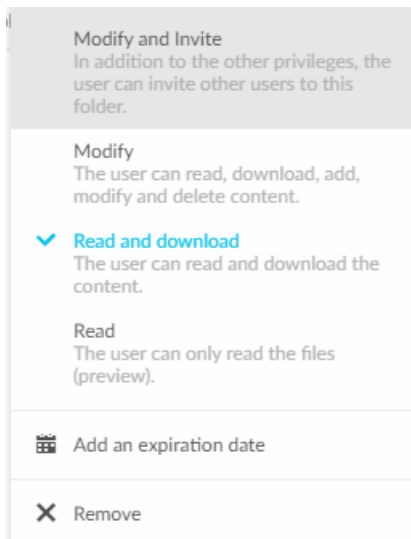 Modify and Invite
In addition to the other privileges, the
user can invite other users to this
folder.
Modify
The user can read, download, add,
modify and delete content.
Read and download
The user can read and download the
content.
Read
The user can only read the files
(preview).
Add an expiration date
Remove